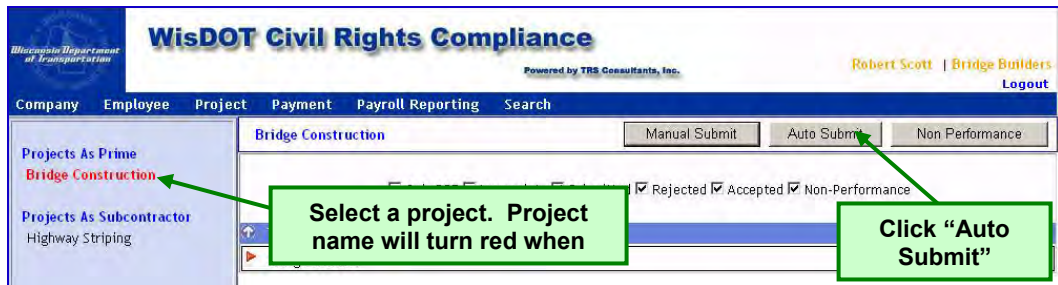 Wisconsin Department
of Transportation
WisDOT Civil Rights Compliance
Powered by TRS Consultants, Inc.
Robert Scott | Bridge Builders
Logout
Company Employee Project Payment Payroll Reporting Search
Projects As Prime
Bridge Construction
Projects As Subcontractor
Highway Striping
Bridge Construction
Manual Submit Auto Submit Non Performance
Rejected Accepted Non-Performance
Select a project. Project
name will turn red when
Click “Auto
Submit”